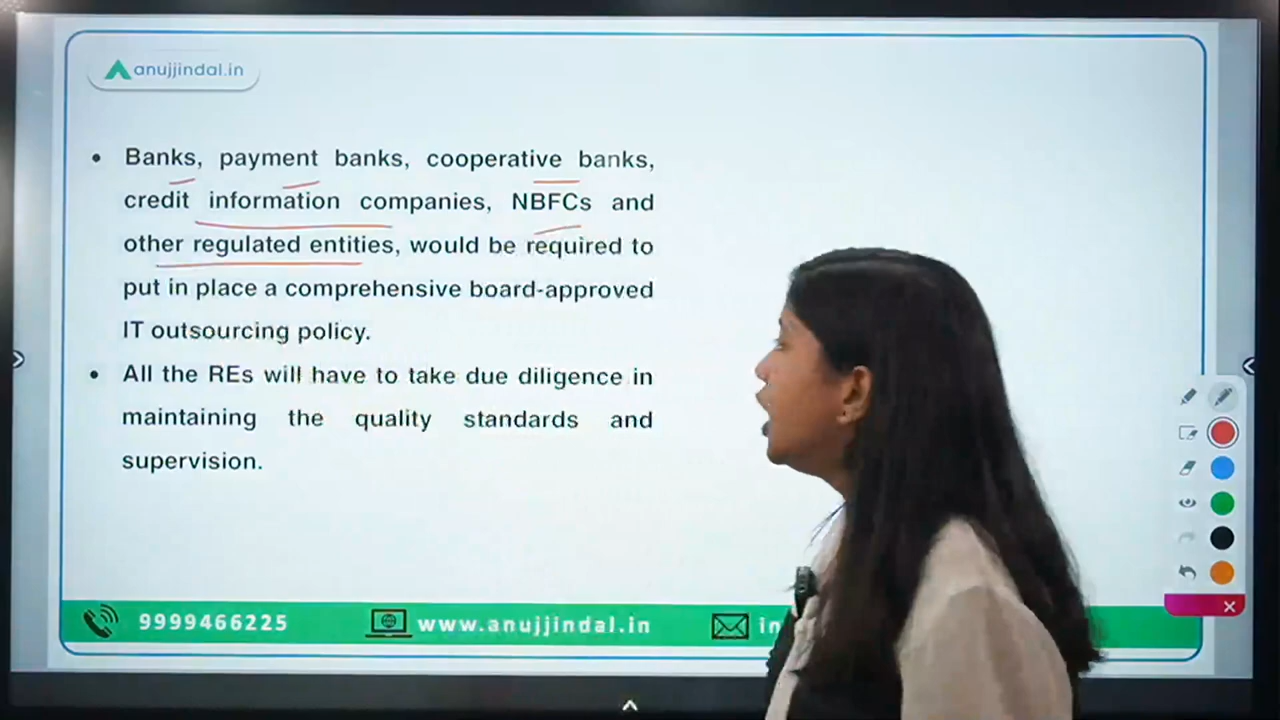 anujjindal.in
• Banks, payment banks, cooperative banks,
credit information companies, NBFCs and
other regulated entities, would be required to
put in place a comprehensive board-approved
IT outsourcing policy.
• All the REs will have to take due diligence in
maintaining the quality standards and
supervision.
9999466225 www.anujjindal.in in